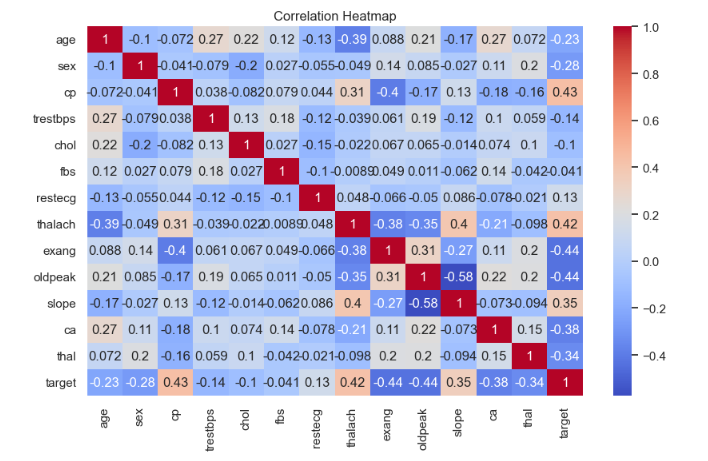 Correlation Heatmap
age 1 -0.1 -0.072 0.27 0.22 0.12 -0.13 -0.39 0.088 0.21 -0.17 0.27 0.072 -0.23
sex -0.1 1 -0.041 -0.079 -0.2 0.027 -0.055 -0.049 0.14 0.085 -0.027 0.11 0.2 -0.28
cp -0.072 -0.041 1 0.038 -0.082 0.079 0.044 0.31 -0.4 -0.17 0.13 -0.18 -0.16 0.43
trestbps 0.27 -0.079 0.038 1 0.13 0.18 -0.12 -0.039 0.061 0.19 -0.12 0.1 0.059 -0.14
chol 0.22 -0.2 -0.082 0.13 1 0.027 -0.15 -0.022 0.067 0.065 -0.014 0.074 0.1 -0.1
fbs 0.12 0.027 0.079 0.18 0.027 1 -0.1 -0.0089 0.049 0.011 -0.062 0.14 -0.042 -0.041
restecg -0.13 -0.055 0.044 -0.12 -0.15 -0.1 1 0.048 -0.066 -0.05 0.086 -0.078 -0.021 0.13
thalach -0.39 -0.049 0.31 -0.039 -0.022 0.0089 0.048 1 -0.38 -0.35 0.4 -0.21 -0.098 0.42
exang 0.088 0.14 -0.4 0.061 0.067 0.049 -0.066 -0.38 1 0.31 -0.27 0.11 0.2 -0.44
oldpeak 0.21 0.085 -0.17 0.19 0.065 0.011 -0.05 -0.35 0.31 1 -0.58 0.22 0.2 -0.44
slope -0.17 -0.027 0.13 -0.12 -0.014 -0.062 0.086 0.4 -0.27 -0.58 1 -0.073 -0.094 0.35
ca 0.27 0.11 -0.18 0.1 0.074 0.14 -0.078 -0.21 0.11 0.22 -0.073 1 0.15 -0.38
thal 0.072 0.2 -0.16 0.059 0.1 -0.042 -0.021 -0.098 0.2 0.2 -0.094 0.15 1 -0.34
target -0.23 -0.28 0.43 -0.14 -0.1 -0.041 0.13 0.42 -0.44 -0.44 0.35 -0.38 -0.34 1
age sex cp trestbps chol fbs restecg thalach exang oldpeak slope ca thal target
1.0
0.8
0.6
0.4
0.2
0.0
−0.2
−0.4